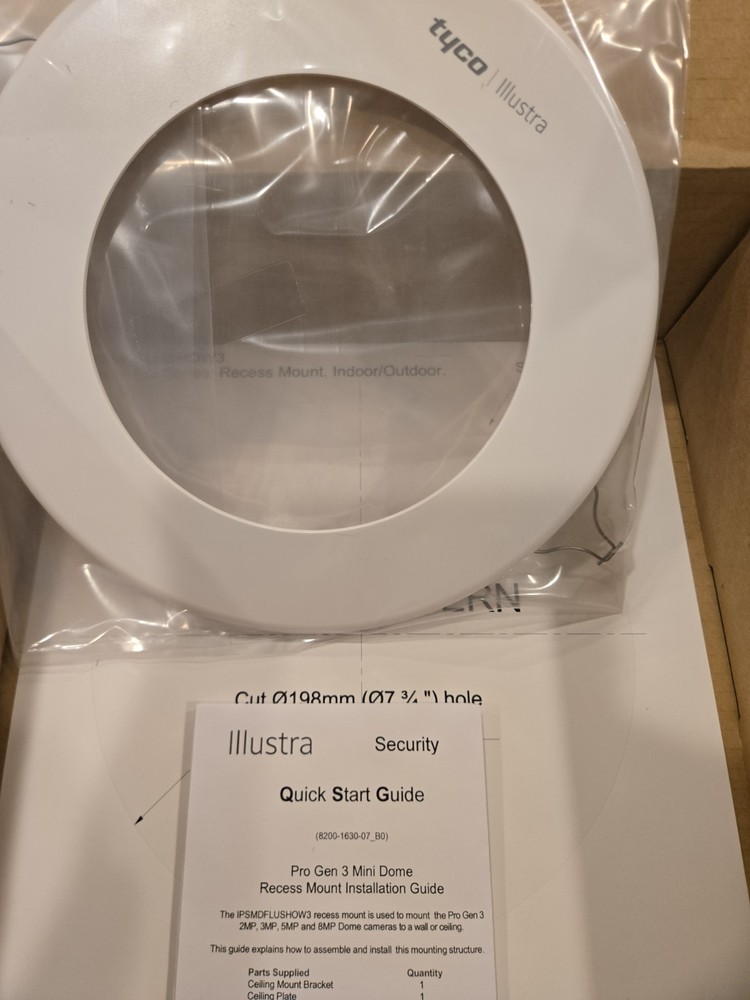 tyco | Illustra
Recess Mount. Indoor/Outdoor.
Cut Ø198mm (Ø7 ¾ ") hole
Illustra Security
Quick Start Guide
(8200-1630-07_B0)
Pro Gen 3 Mini Dome
Recess Mount Installation Guide
The IPSMDFLUSHOW3 recess mount is used to mount the Pro Gen 3
2MP, 3MP, 5MP and 8MP Dome cameras to a wall or ceiling.
This guide explains how to assemble and install this mounting structure.
Parts Supplied Quantity
Ceiling Mount Bracket 1
Ceiling Plate 1